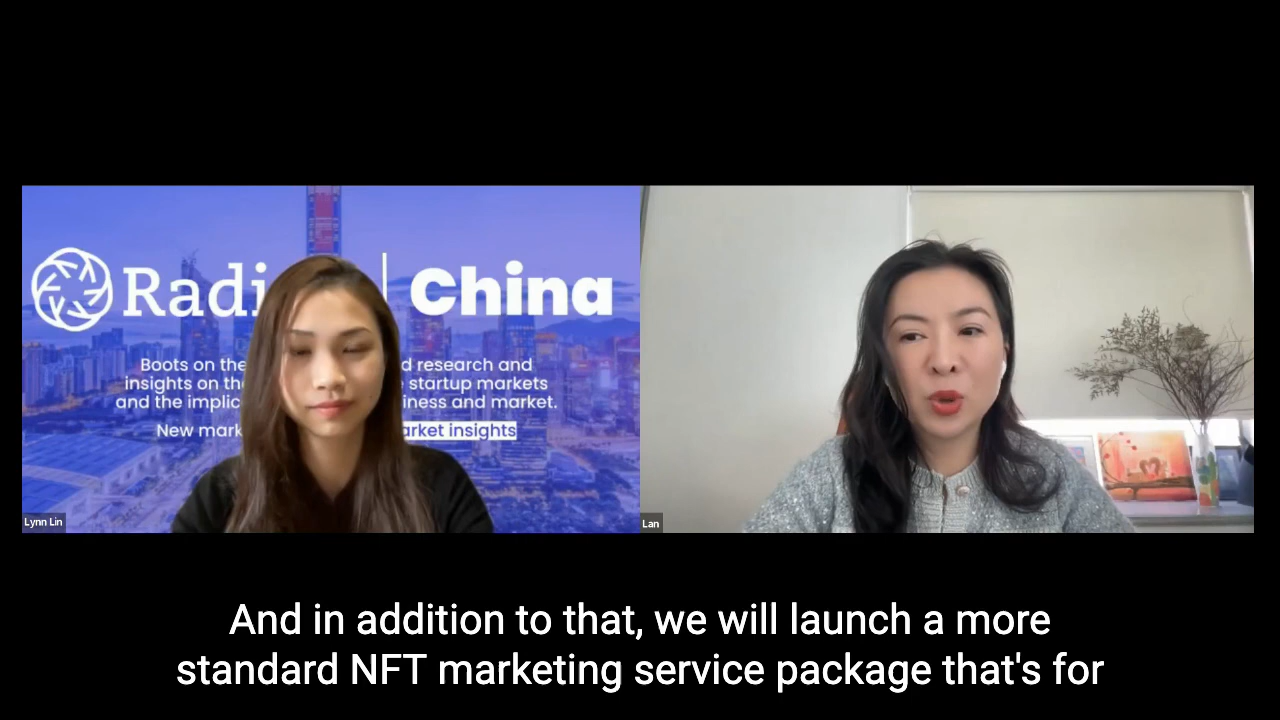 Radi | China
Boots on the d research and
insights on the startup markets
and the implic iness and market.
New mark arket insights
Lynn Lin
Lan
And in addition to that, we will launch a more
standard NFT marketing service package that's for